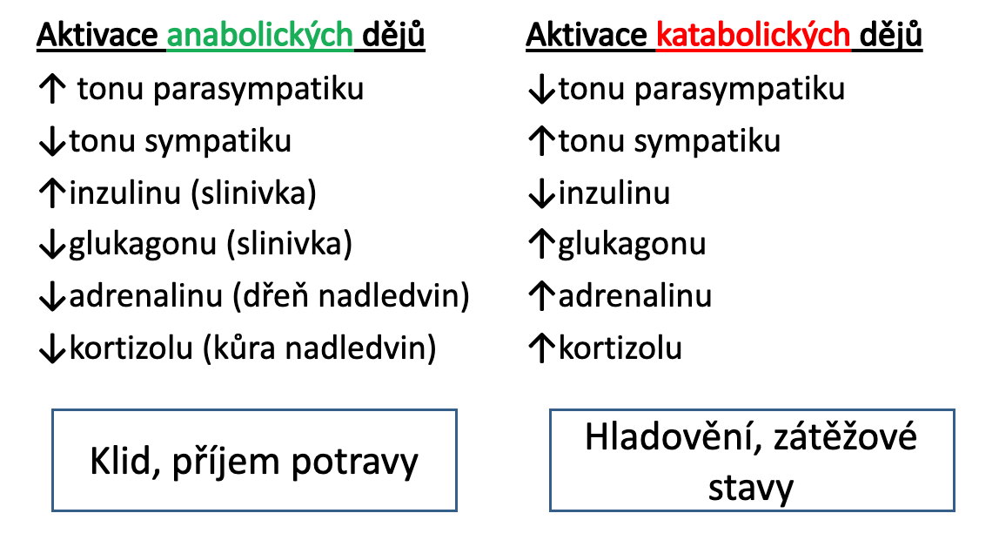 Aktivace anabolických dějů
↑ tonu parasympatiku
↓tonu sympatiku
↑inzulinu (slinivka)
↓glukagonu (slinivka)
↓adrenalinu (dřeň nadledvin)
↓kortizolu (kůra nadledvin)
Klid, příjem potravy
Aktivace katabolických dějů
↓tonu parasympatiku
↑tonu sympatiku
↓inzulinu
↑glukagonu
↑adrenalinu
↑kortizolu
Hladovění, zátěžové
stavy